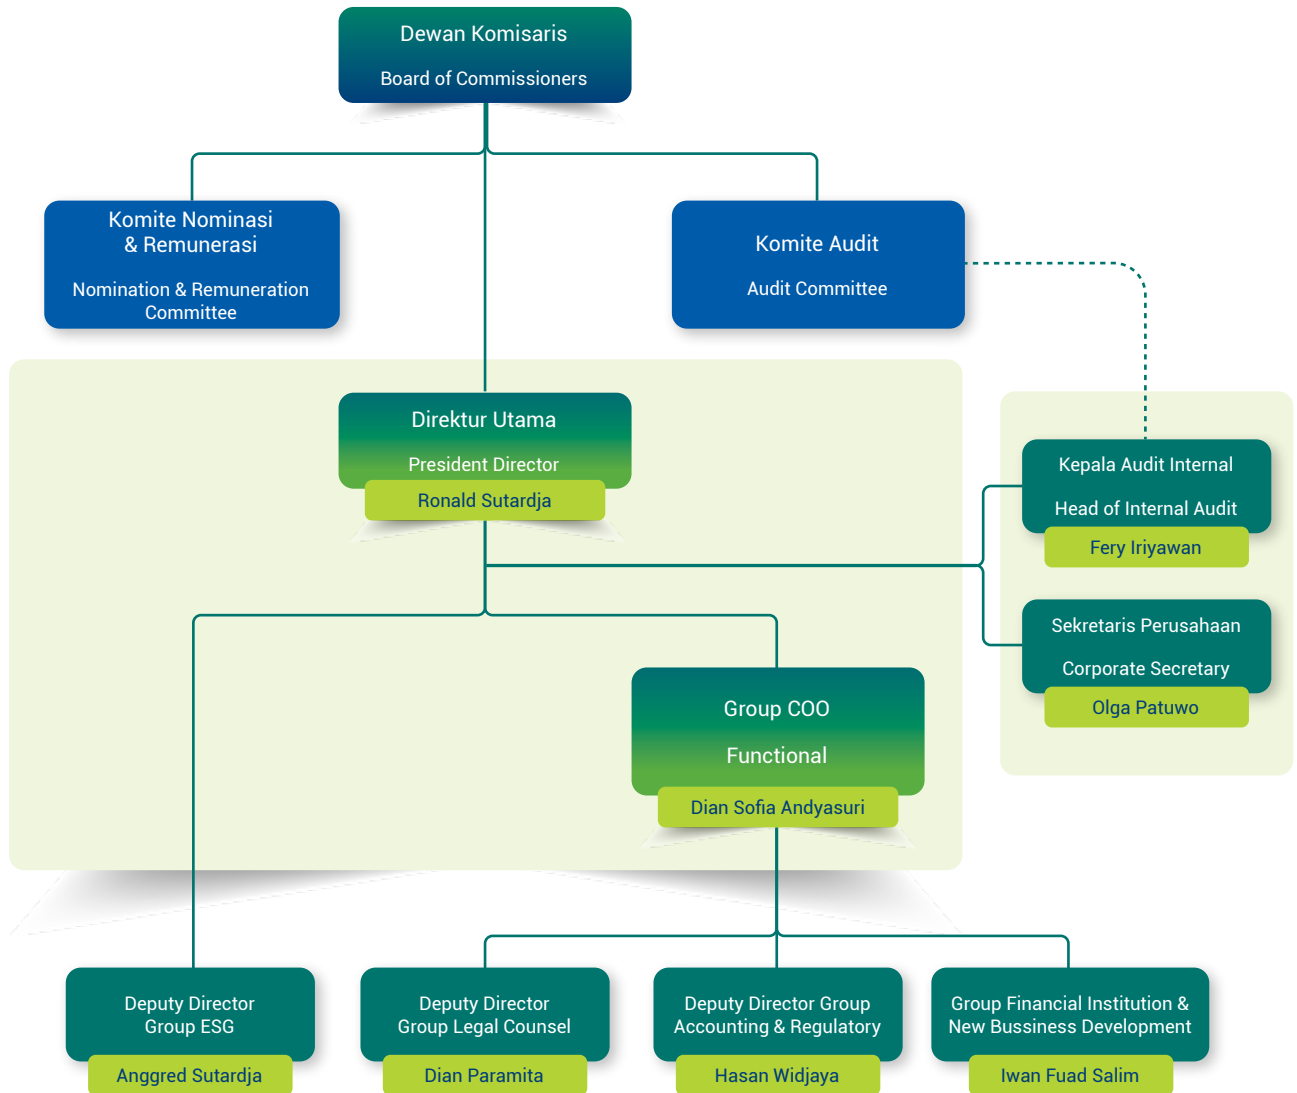 Dewan Komisaris
Board of Commissioners
Komite Nominasi
& Remunerasi
Nomination & Remuneration
Committee
Komite Audit
Audit Committee
Direktur Utama
President Director
Ronald Sutardja
Kepala Audit Internal
Head of Internal Audit
Fery Iriyawan
Sekretaris Perusahaan
Corporate Secretary
Olga Patuwo
Group COO
Functional
Dian Sofia Andyasuri
Deputy Director
Group ESG
Anggred Sutardja
Deputy Director
Group Legal Counsel
Dian Paramita
Deputy Director Group
Accounting & Regulatory
Hasan Widjaya
Group Financial Institution &
New Bussiness Development
Iwan Fuad Salim